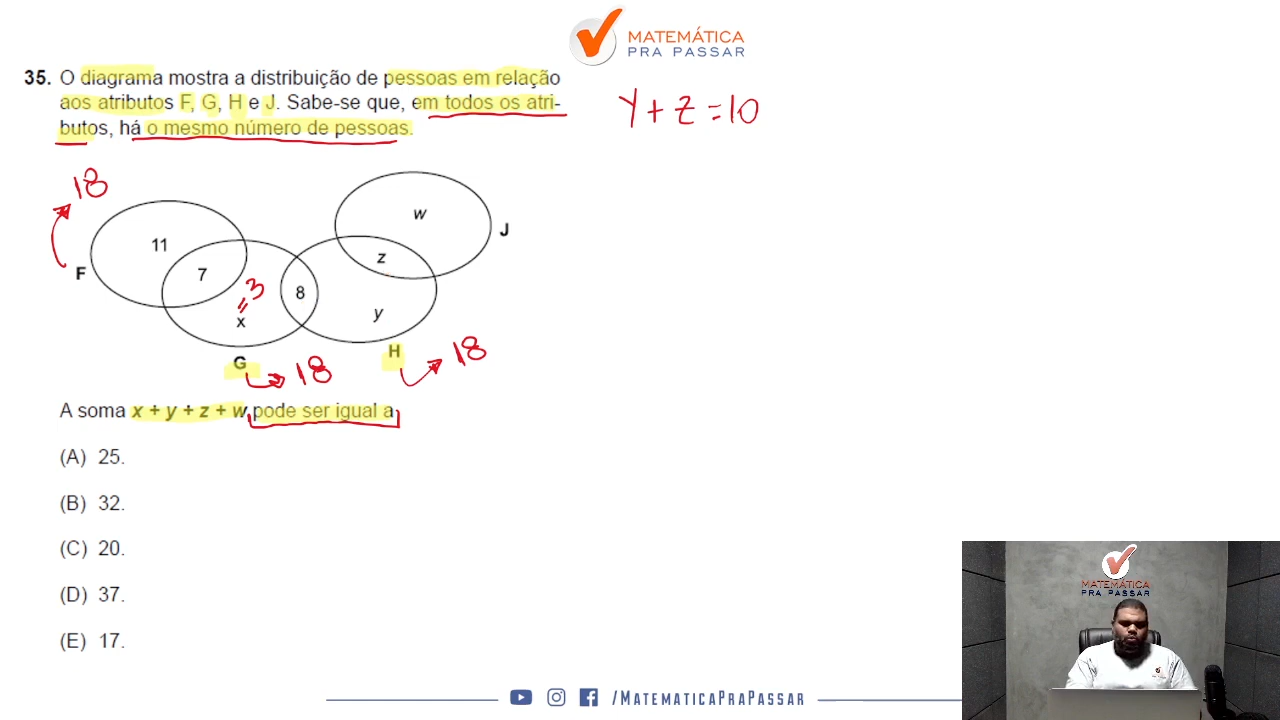 MATEMÁTICA
PRA PASSAR
35. O diagrama mostra a distribuição de pessoas em relação
aos atributos F, G, H e J. Sabe-se que, em todos os atri-
butos, há o mesmo número de pessoas.
Y + Z = 10
18
w
J
11
z
F
7
3
=
8
x
y
H
18
G
18
A soma x + y + z + w pode ser igual a
(A) 25.
(B) 32.
(C) 20.
(D) 37.
(E) 17.
MATEMÁTICA
PRA PASSAR
/MATEMATICAPRAPASSAR